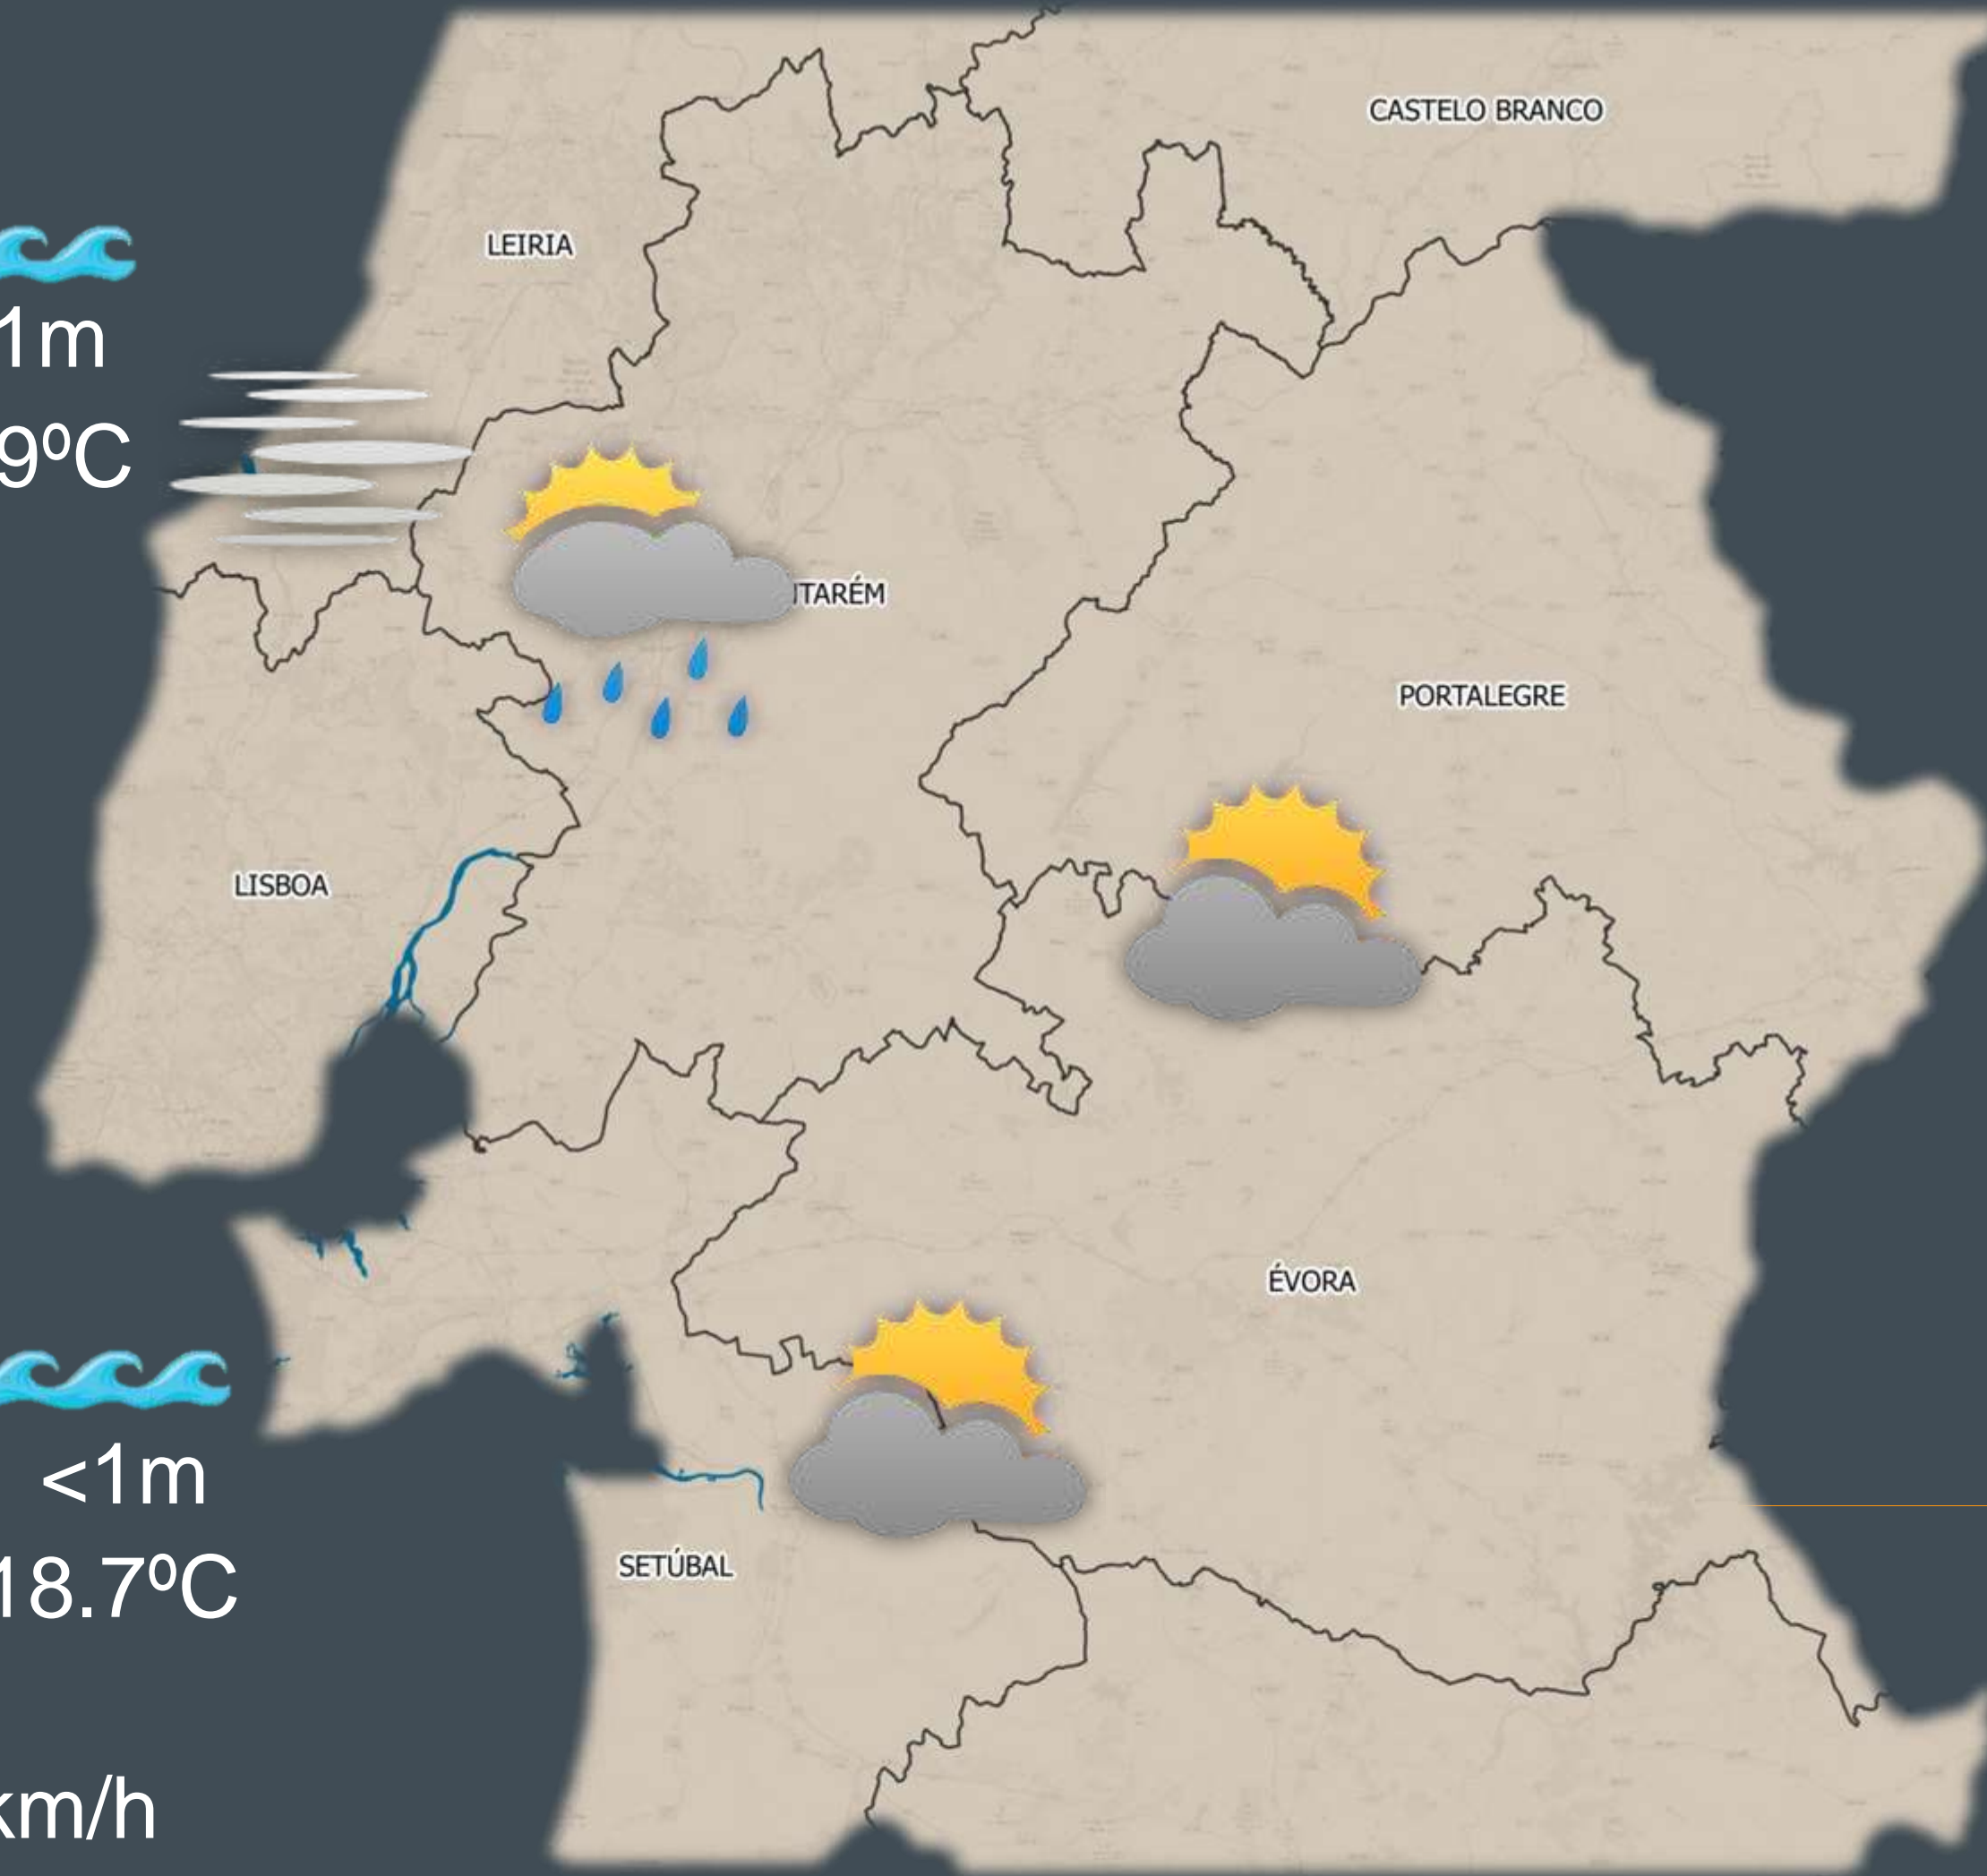 CASTELO BRANCO
LEIRIA
1m
9ºC
TARÉM
PORTALEGRE
LISBOA
ÉVORA
<1m
SETÚBAL
18.7ºC
km/h